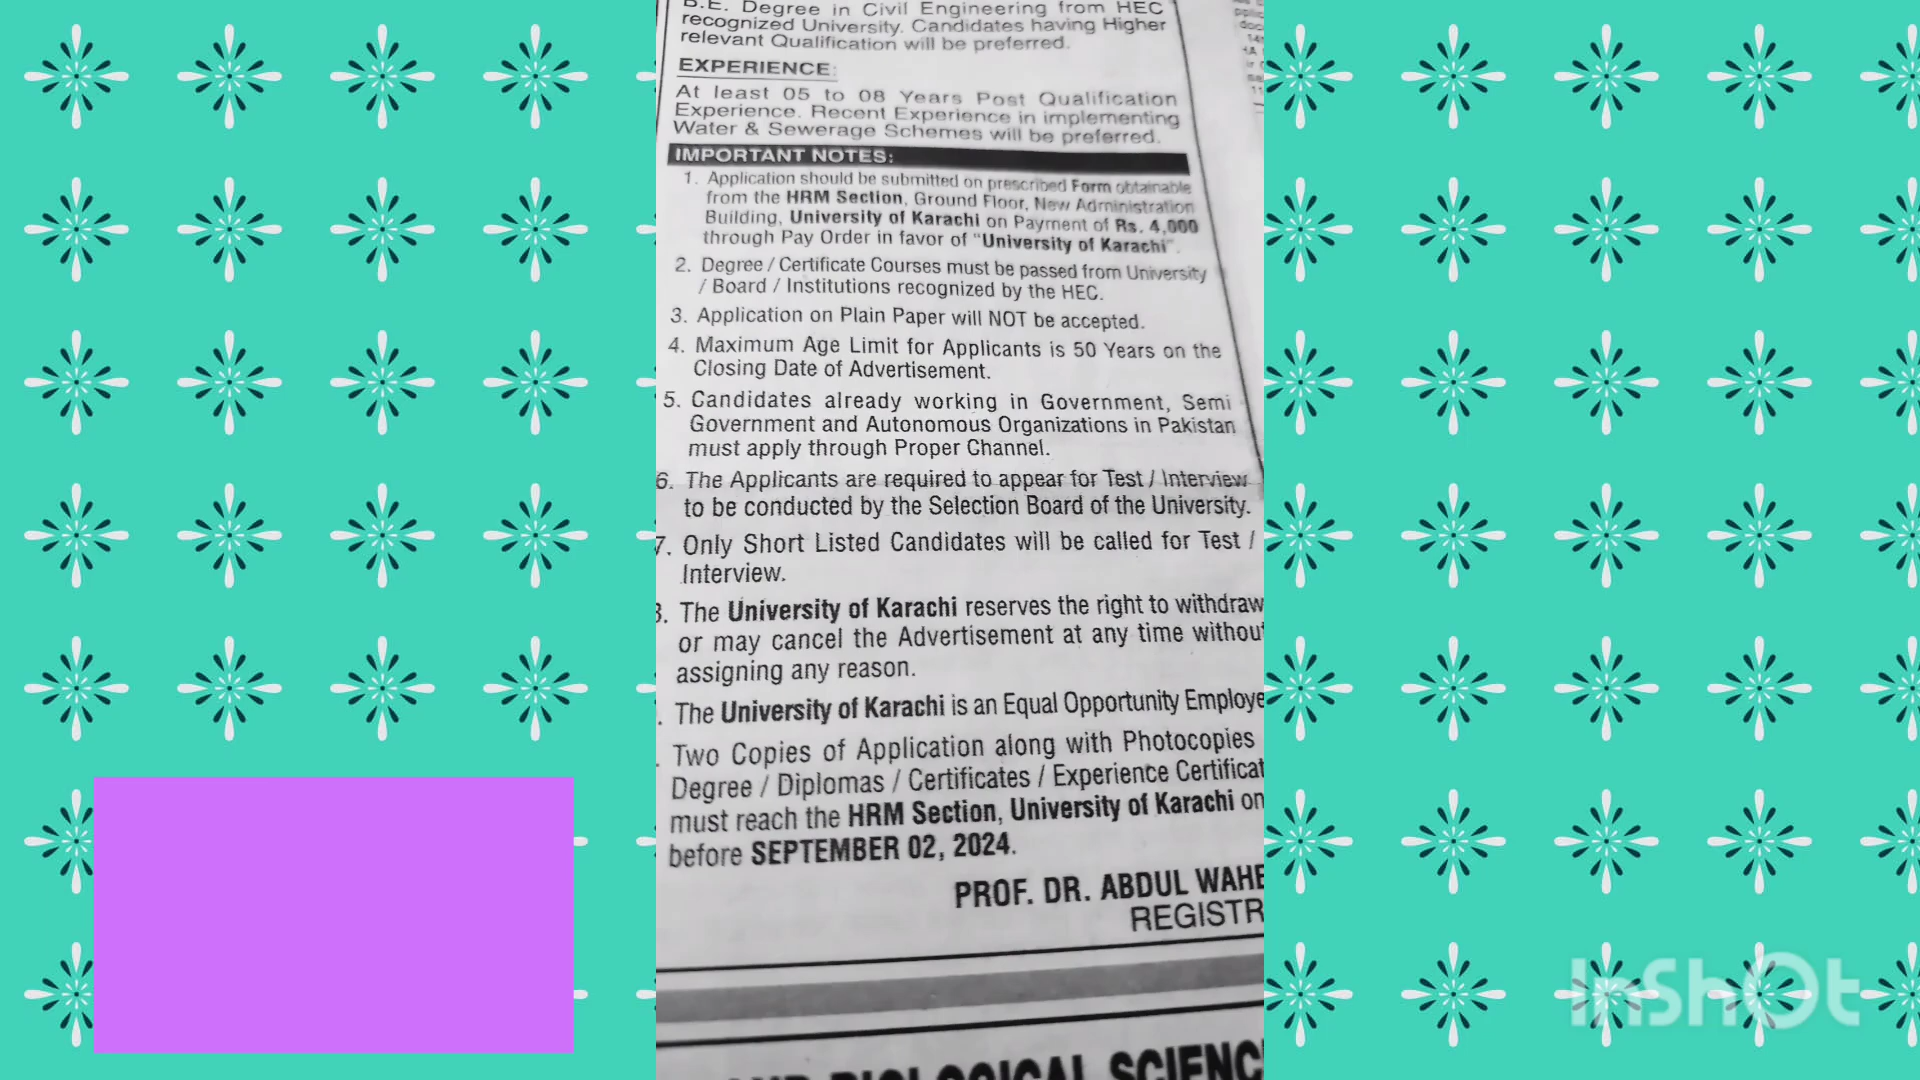 B.E. Degree in Civil Engineering from HEC
recognized University. Candidates having Higher
relevant Qualification will be preferred.
EXPERIENCE:
At least 05 to 08 Years Post Qualification
Experience. Recent Experience in implementing
Water & Sewerage Schemes will be preferred.
IMPORTANT NOTES:
1. Application should be submitted on prescribed Form obtainable
from the HRM Section, Ground Floor, New Administration
Building, University of Karachi on Payment of Rs. 4,000
through Pay Order in favor of "University of Karachi".
2. Degree / Certificate Courses must be passed from University
/ Board / Institutions recognized by the HEC.
3. Application on Plain Paper will NOT be accepted.
4. Maximum Age Limit for Applicants is 50 Years on the
Closing Date of Advertisement.
5. Candidates already working in Government, Semi
Government and Autonomous Organizations in Pakistan
must apply through Proper Channel.
6. The Applicants are required to appear for Test / Interview
to be conducted by the Selection Board of the University.
7. Only Short Listed Candidates will be called for Test /
Interview.
8. The University of Karachi reserves the right to withdraw
or may cancel the Advertisement at any time without
assigning any reason.
. The University of Karachi is an Equal Opportunity Employe
. Two Copies of Application along with Photocopies
Degree / Diplomas / Certificates / Experience Certificat
must reach the HRM Section, University of Karachi on
before SEPTEMBER 02, 2024.
PROF. DR. ABDUL WAHE
REGISTR
BIOLOGICAL SCIENC
InShOt